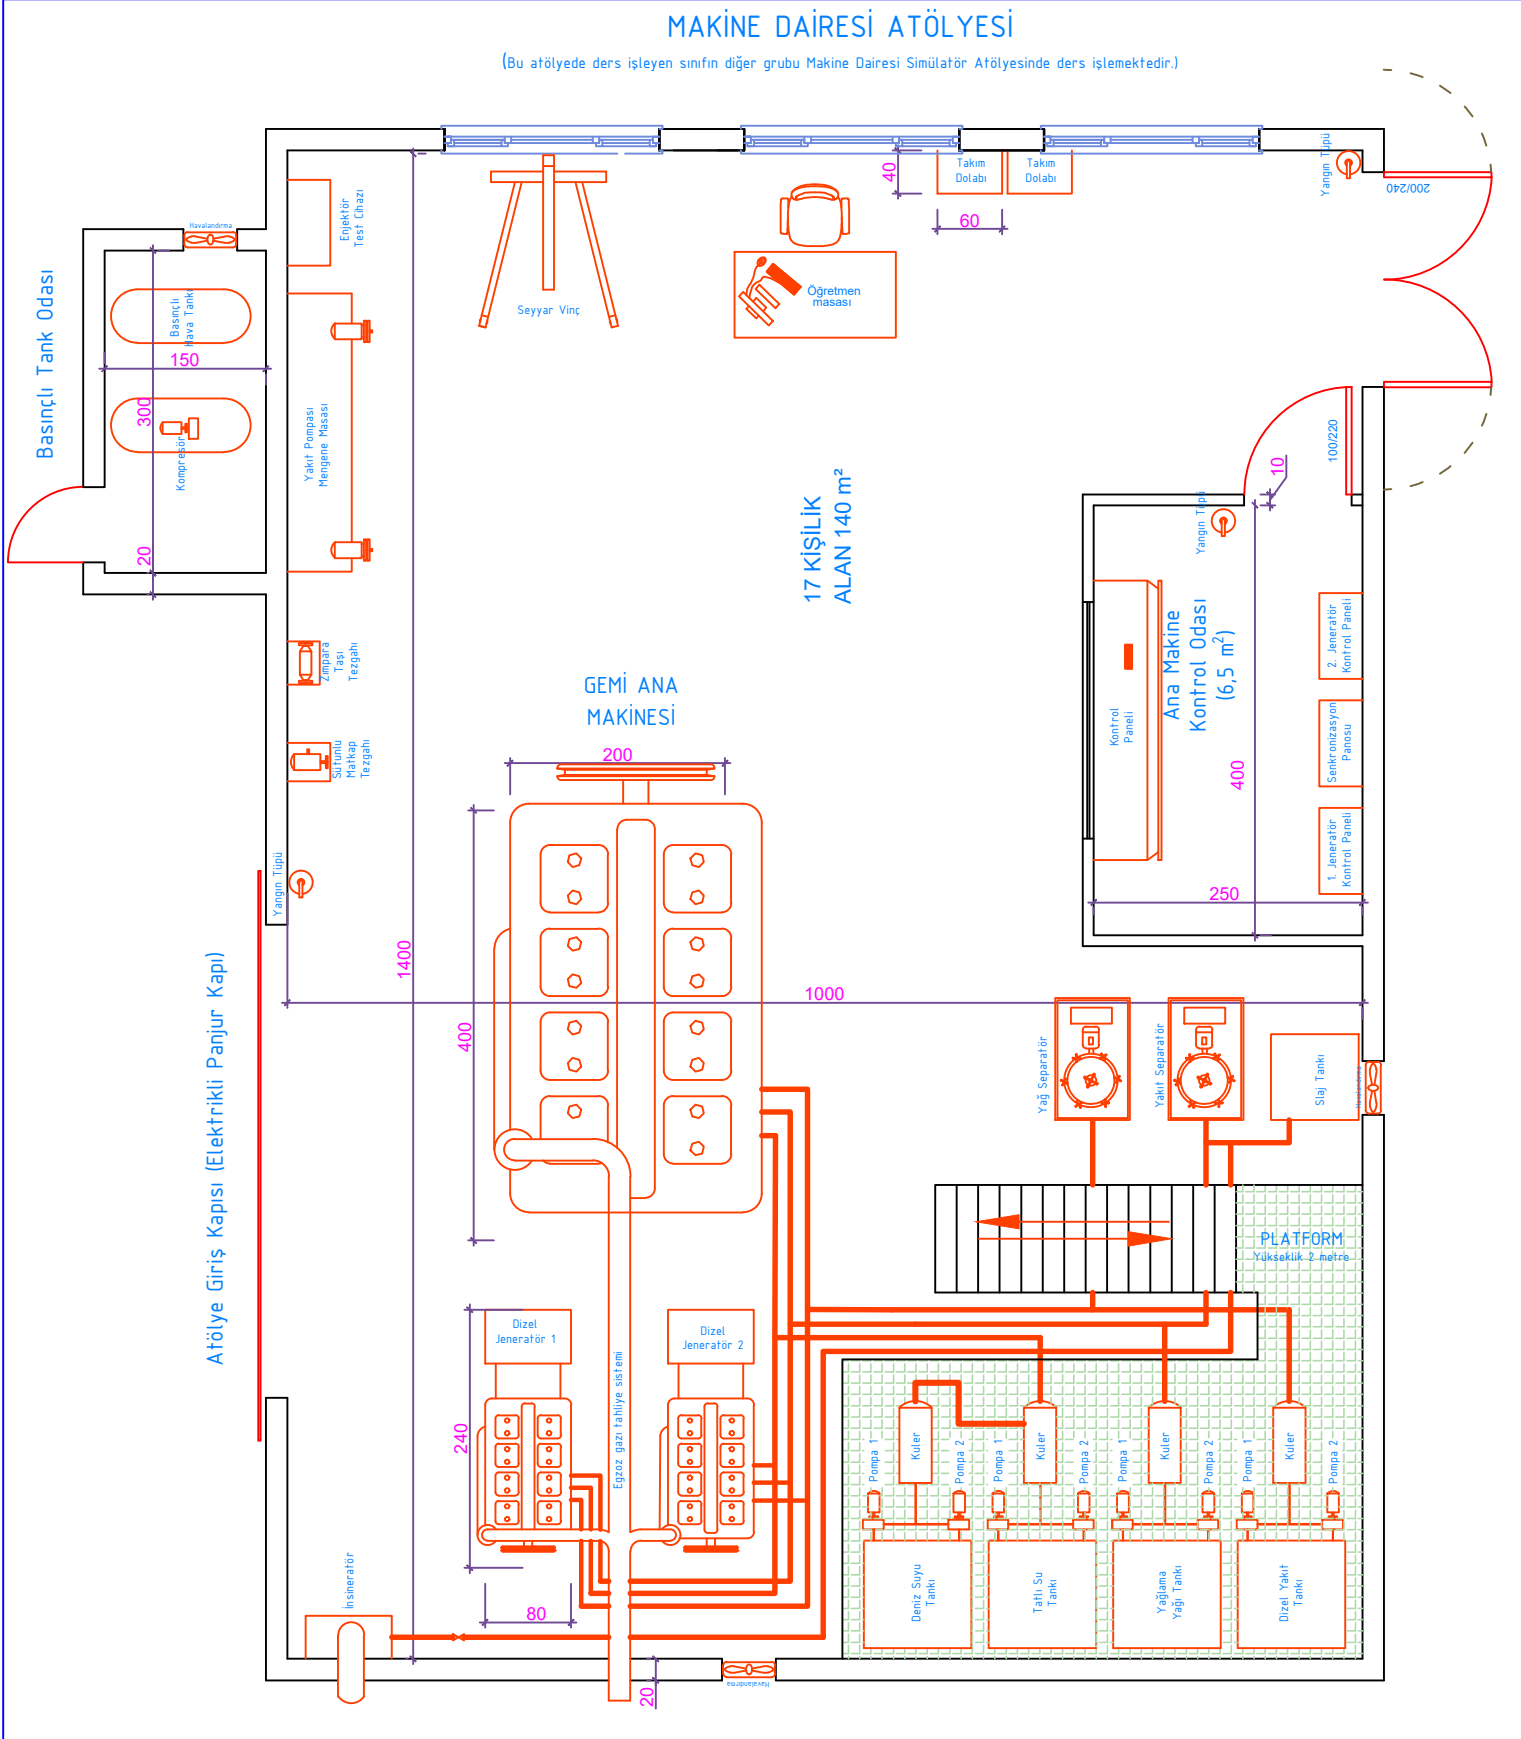 MAKİNE DAİRESİ ATÖLYESİ
(Bu atölyede ders işleyen sınıfın diğer grubu Makine Dairesi Simülatör Atölyesinde ders işlemektedir.)
Havalandırma
Basınçlı Tank Odası
Basınçlı
Hava Tankı
150
300
Kompresör
20
Enjektör
Test Cihazı
Yakıt Pompası
Mengene Masası
Zımpara
Taşı
Tezgahı
Sütunlu
Matkap
Tezgahı
Yangın Tüpü
Atölye Giriş Kapısı (Elektrikli Panjur Kapı)
Seyyar Vinç
Öğretmen
masası
40
60
Takım
Dolabı
Takım
Dolabı
Yangın Tüpü
200/240
100/220
10
Yangın Tüpü
17 KİŞİLİK
ALAN 140 m²
Kontrol
Paneli
Ana Makine
Kontrol Odası
(6,5 m²)
400
250
2. Jeneratör
Kontrol Paneli
Senkronizasyon
Panosu
1. Jeneratör
Kontrol Paneli
GEMİ ANA
MAKİNESİ
200
400
1400
1000
Yağ Separatör
Yakıt Separatör
Slaj Tankı
Havalandırma
PLATFORM
Yükseklik 2 metre
Dizel
Jeneratör 1
Dizel
Jeneratör 2
Egzoz gazı tahliye sistemi
240
80
İnsineratör
20
Havalandırma
Pompa 1
Kuler
Pompa 2
Pompa 1
Kuler
Pompa 2
Pompa 1
Kuler
Pompa 2
Pompa 1
Kuler
Pompa 2
Deniz Suyu
Tankı
Tatlı Su
Tankı
Yağlama
Yağı Tankı
Dizel Yakıt
Tankı